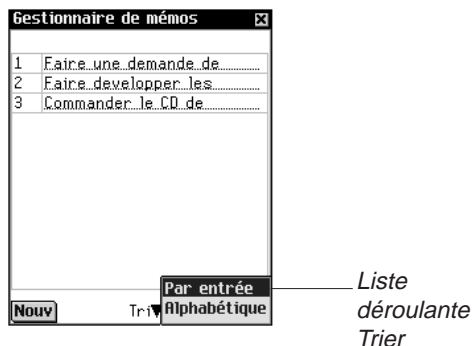 Gestionnaire de mémos
1 Faire une demande de
2 Faire developper les
3 Commander le CD de
Par entrée
Alphabétique
Nouv
Tri
Liste
déroulante
Trier